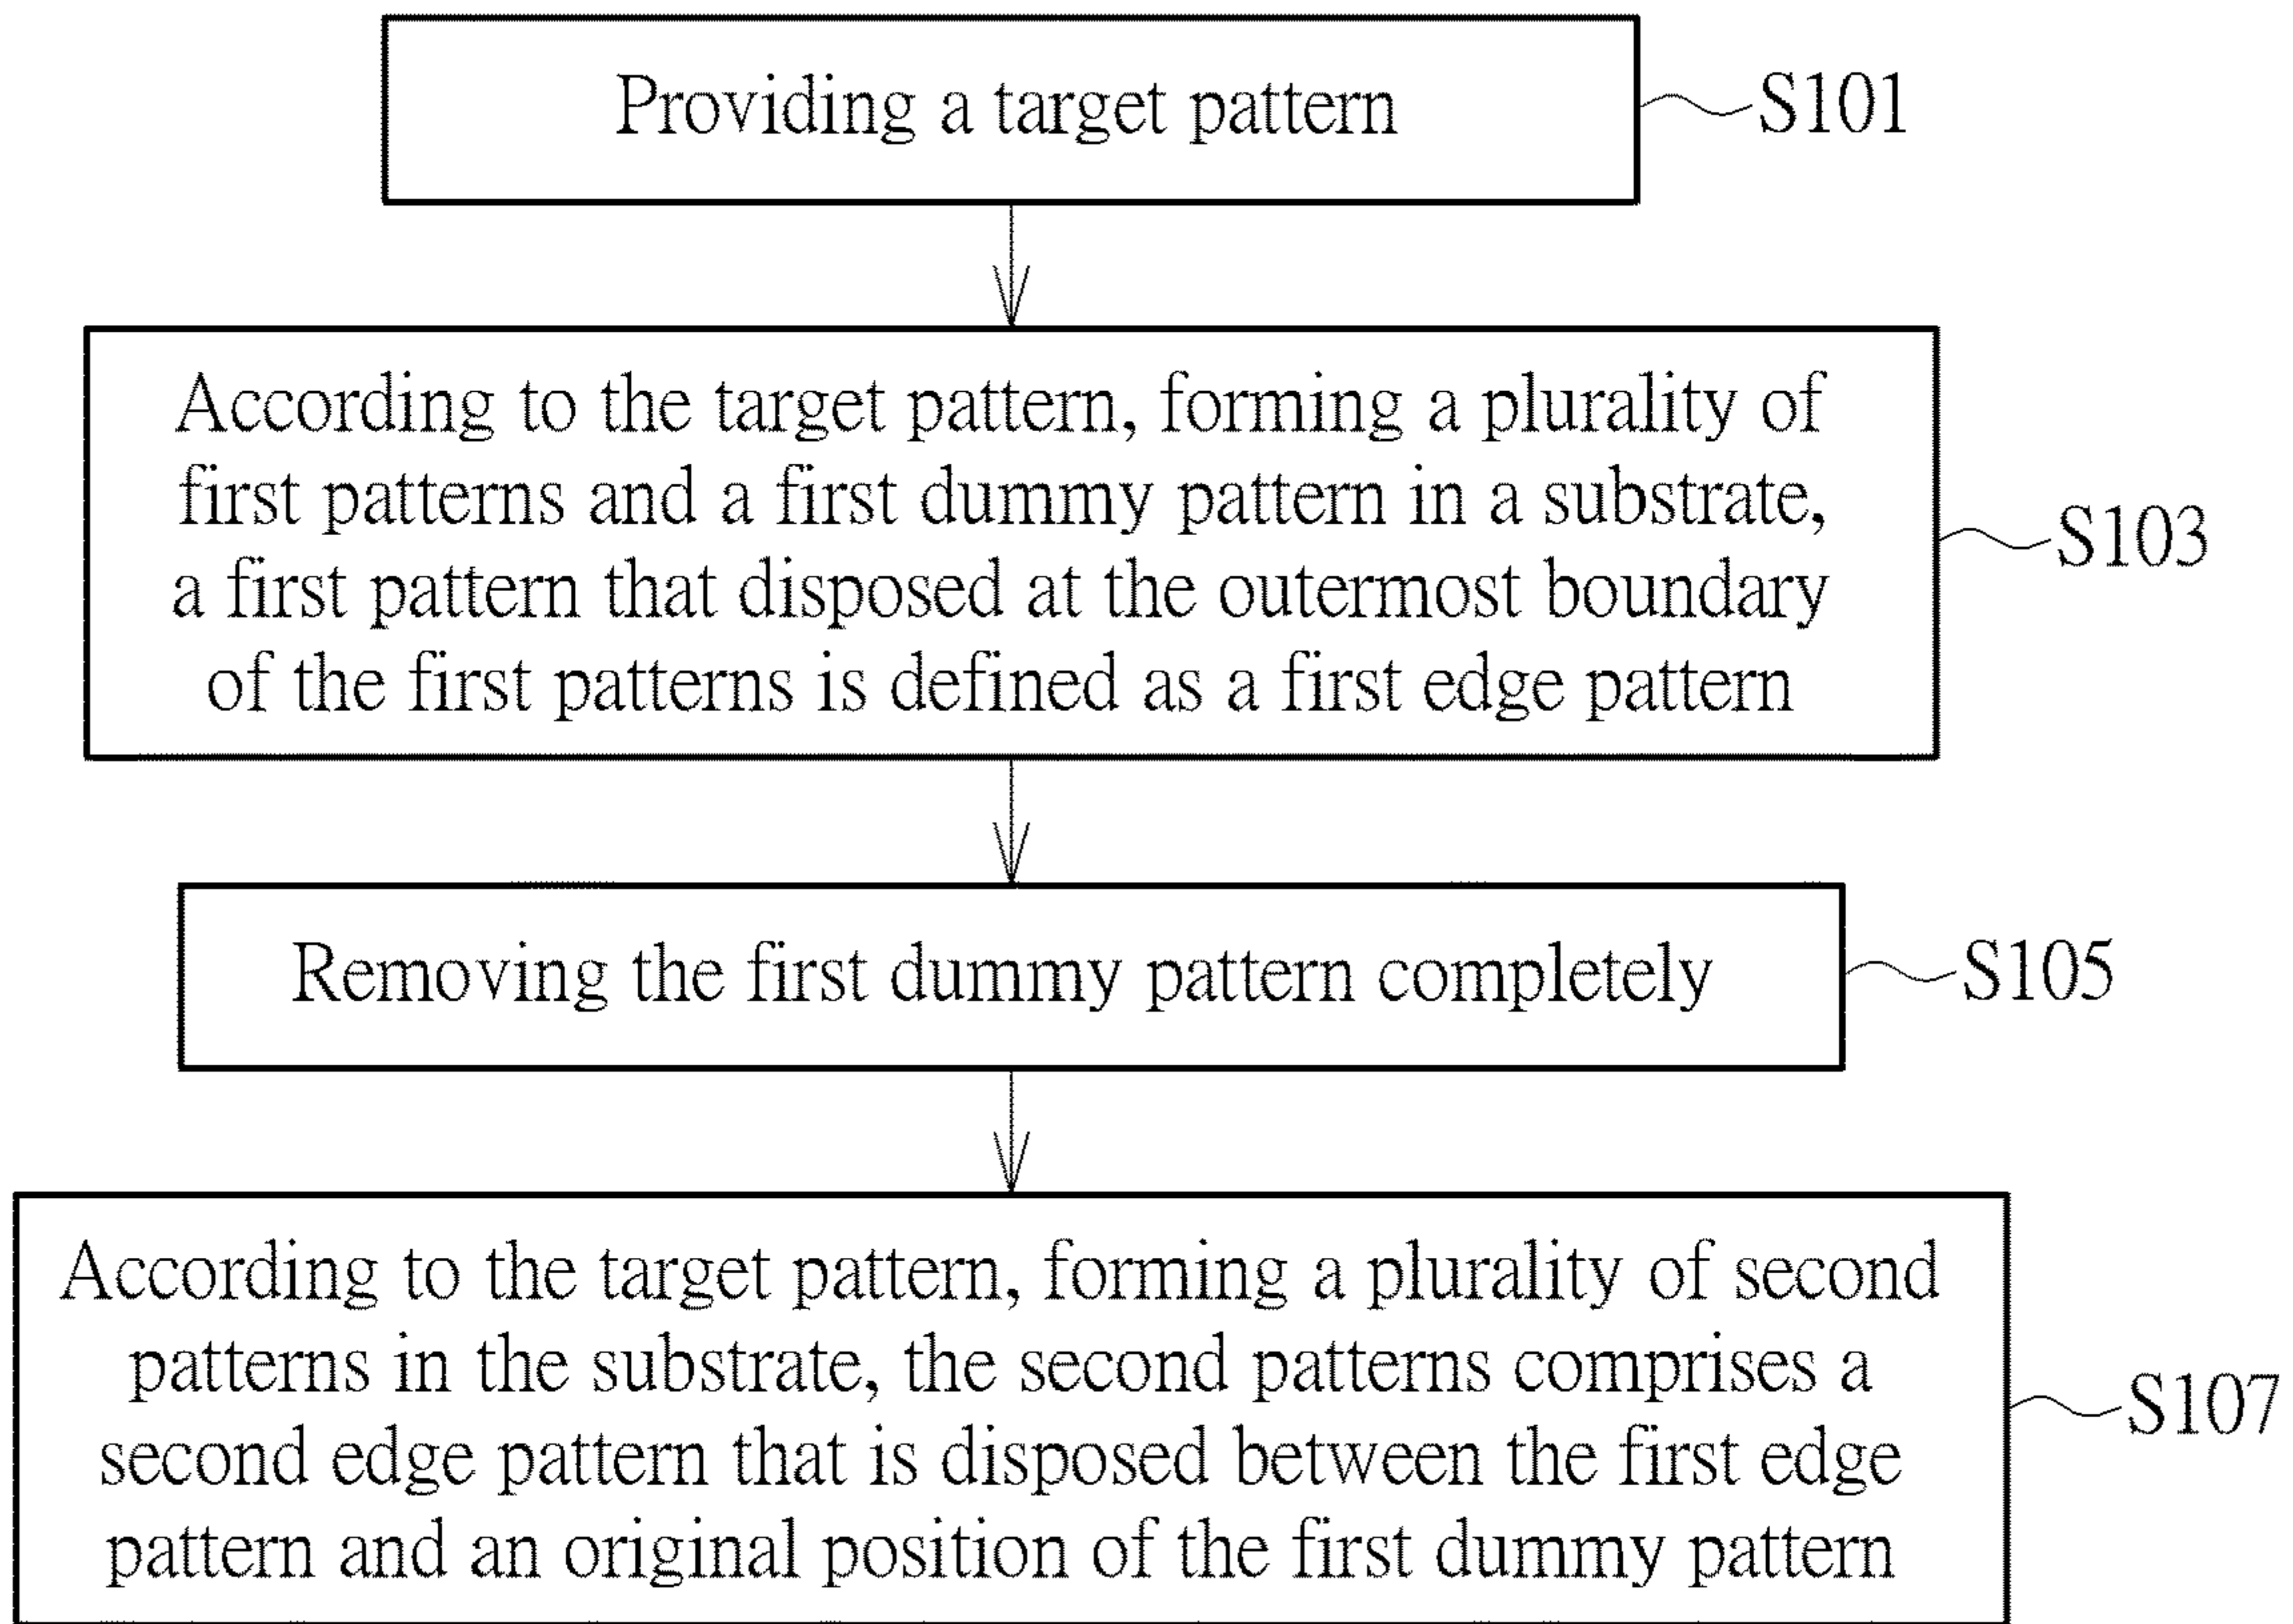 Providing a target pattern
S101
According to the target pattern, forming a plurality of
first patterns and a first dummy pattern in a substrate,
a first pattern that disposed at the outermost boundary
of the first patterns is defined as a first edge pattern
S103
Removing the first dummy pattern completely
S105
According to the target pattern, forming a plurality of second
patterns in the substrate, the second patterns comprises a
second edge pattern that is disposed between the first edge
pattern and an original position of the first dummy pattern
S107